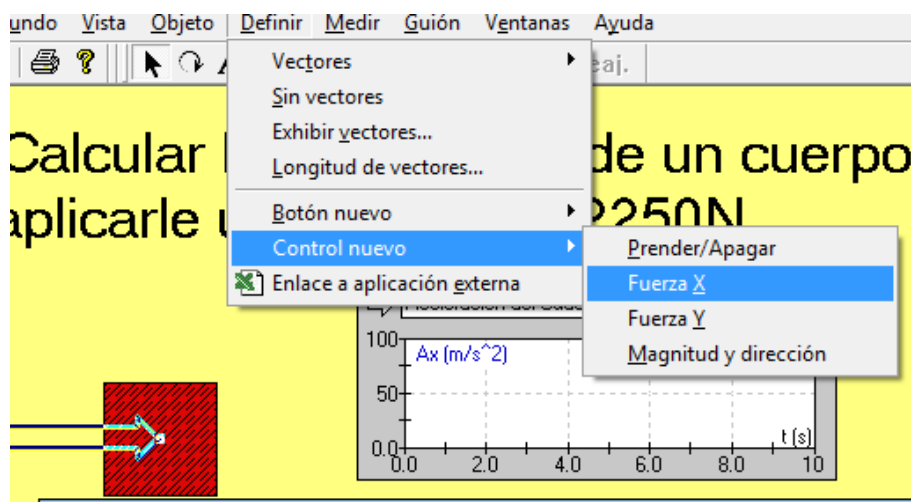 undo Vista Objeto Definir Medir Guión Ventanas Ayuda
eaj.
Vectores
Sin vectores
Exhibir vectores...
Longitud de vectores...
Botón nuevo
Control nuevo
Enlace a aplicación externa
Prender/Apagar
Fuerza X
Fuerza Y
Magnitud y dirección
Calcular de un cuerpo
aplicarle 2250N
100
Ax (m/s^2)
50
0.0
t (s)
0.0 2.0 4.0 6.0 8.0 10